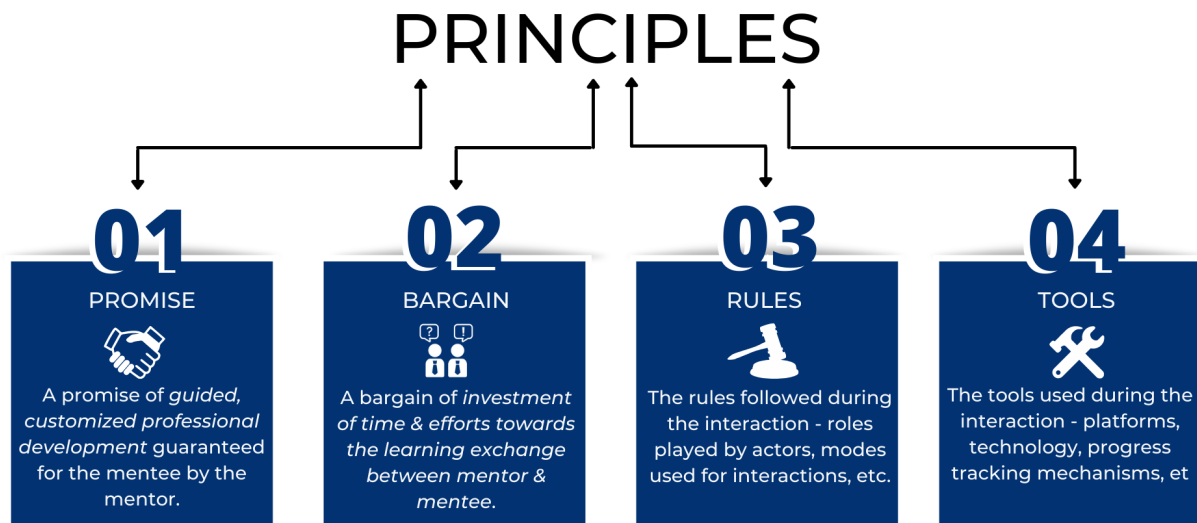 PRINCIPLES
01
PROMISE
A promise of guided,
customized professional
development guaranteed
for the mentee by the
mentor.
02
BARGAIN
? !
A bargain of investment
of time & efforts towards
the learning exchange
between mentor &
mentee.
03
RULES
The rules followed during
the interaction - roles
played by actors, modes
used for interactions, etc.
04
TOOLS
The tools used during the
interaction - platforms,
technology, progress
tracking mechanisms, et